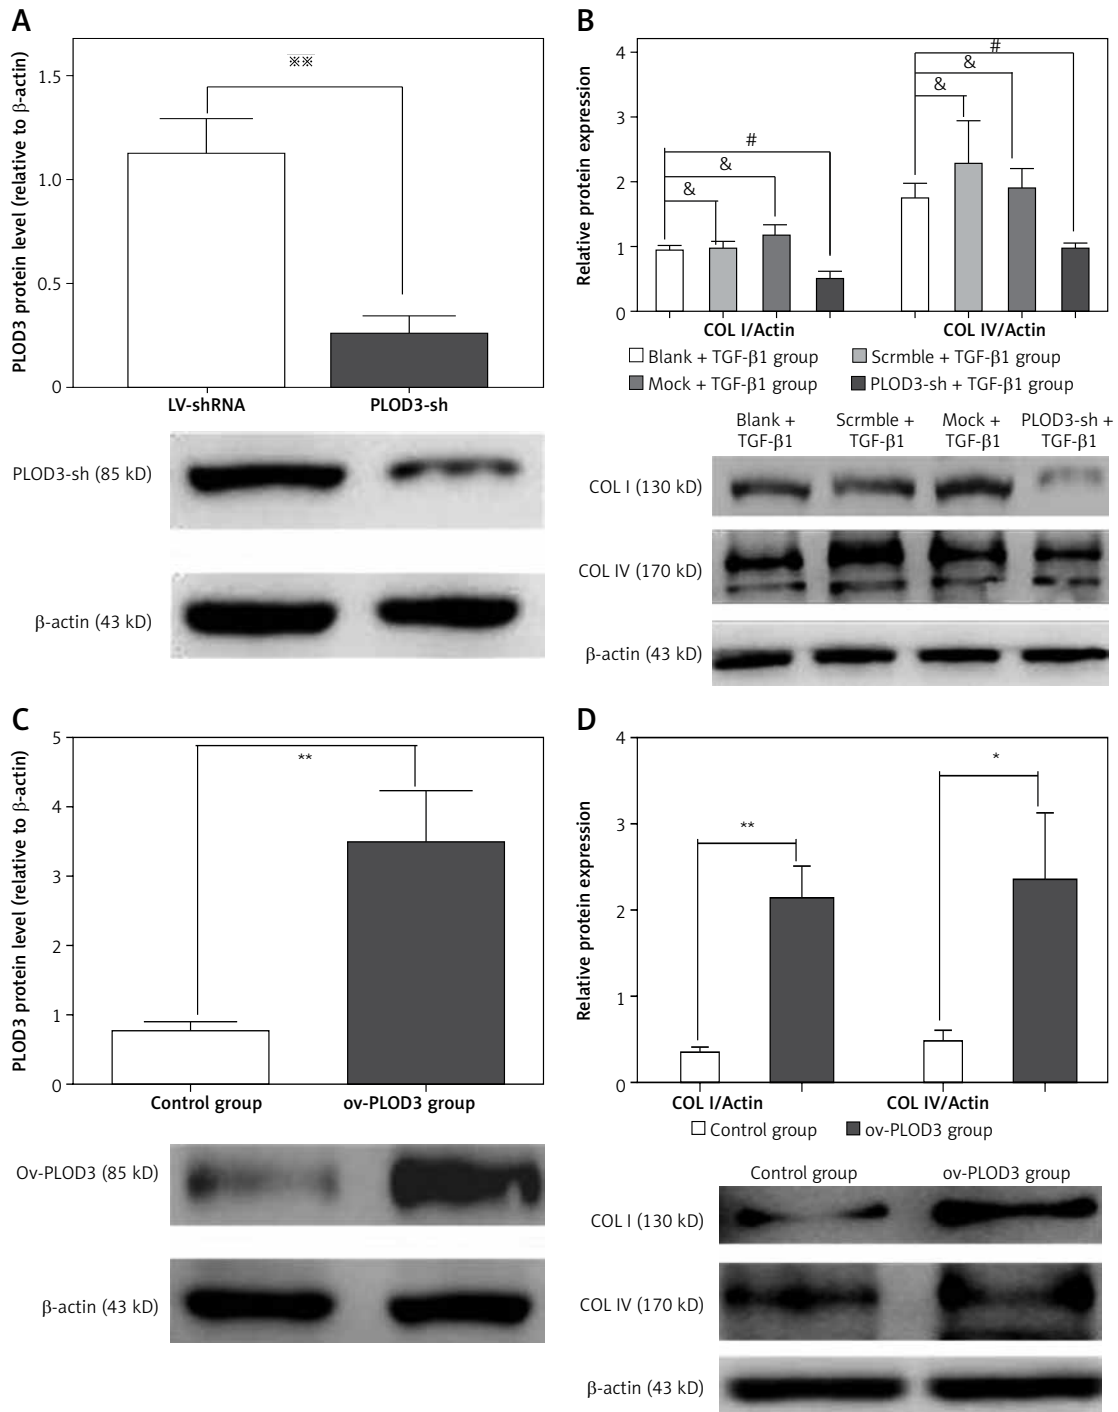 A
PLOD3 protein level (relative to β-actin)
1.5
1.0
0.5
0
※※
LV-shRNA PLOD3-sh
PLOD3-sh (85 kD)
β-actin (43 kD)
B
Relative protein expression
4
3
2
1
0
& & #
& & #
COL I/Actin COL IV/Actin
Blank + TGF-β1 group Scrmble + TGF-β1 group
Mock + TGF-β1 group PLOD3-sh + TGF-β1 group
Blank + Scrmble + Mock + PLOD3-sh +
TGF-β1 TGF-β1 TGF-β1 TGF-β1
COL I (130 kD)
COL IV (170 kD)
β-actin (43 kD)
C
PLOD3 protein level (relative to β-actin)
5
4
3
2
1
0
**
Control group ov-PLOD3 group
Ov-PLOD3 (85 kD)
β-actin (43 kD)
D
Relative protein expression
4
3
2
1
0
** *
COL I/Actin COL IV/Actin
Control group ov-PLOD3 group
Control group ov-PLOD3 group
COL I (130 kD)
COL IV (170 kD)
β-actin (43 kD)